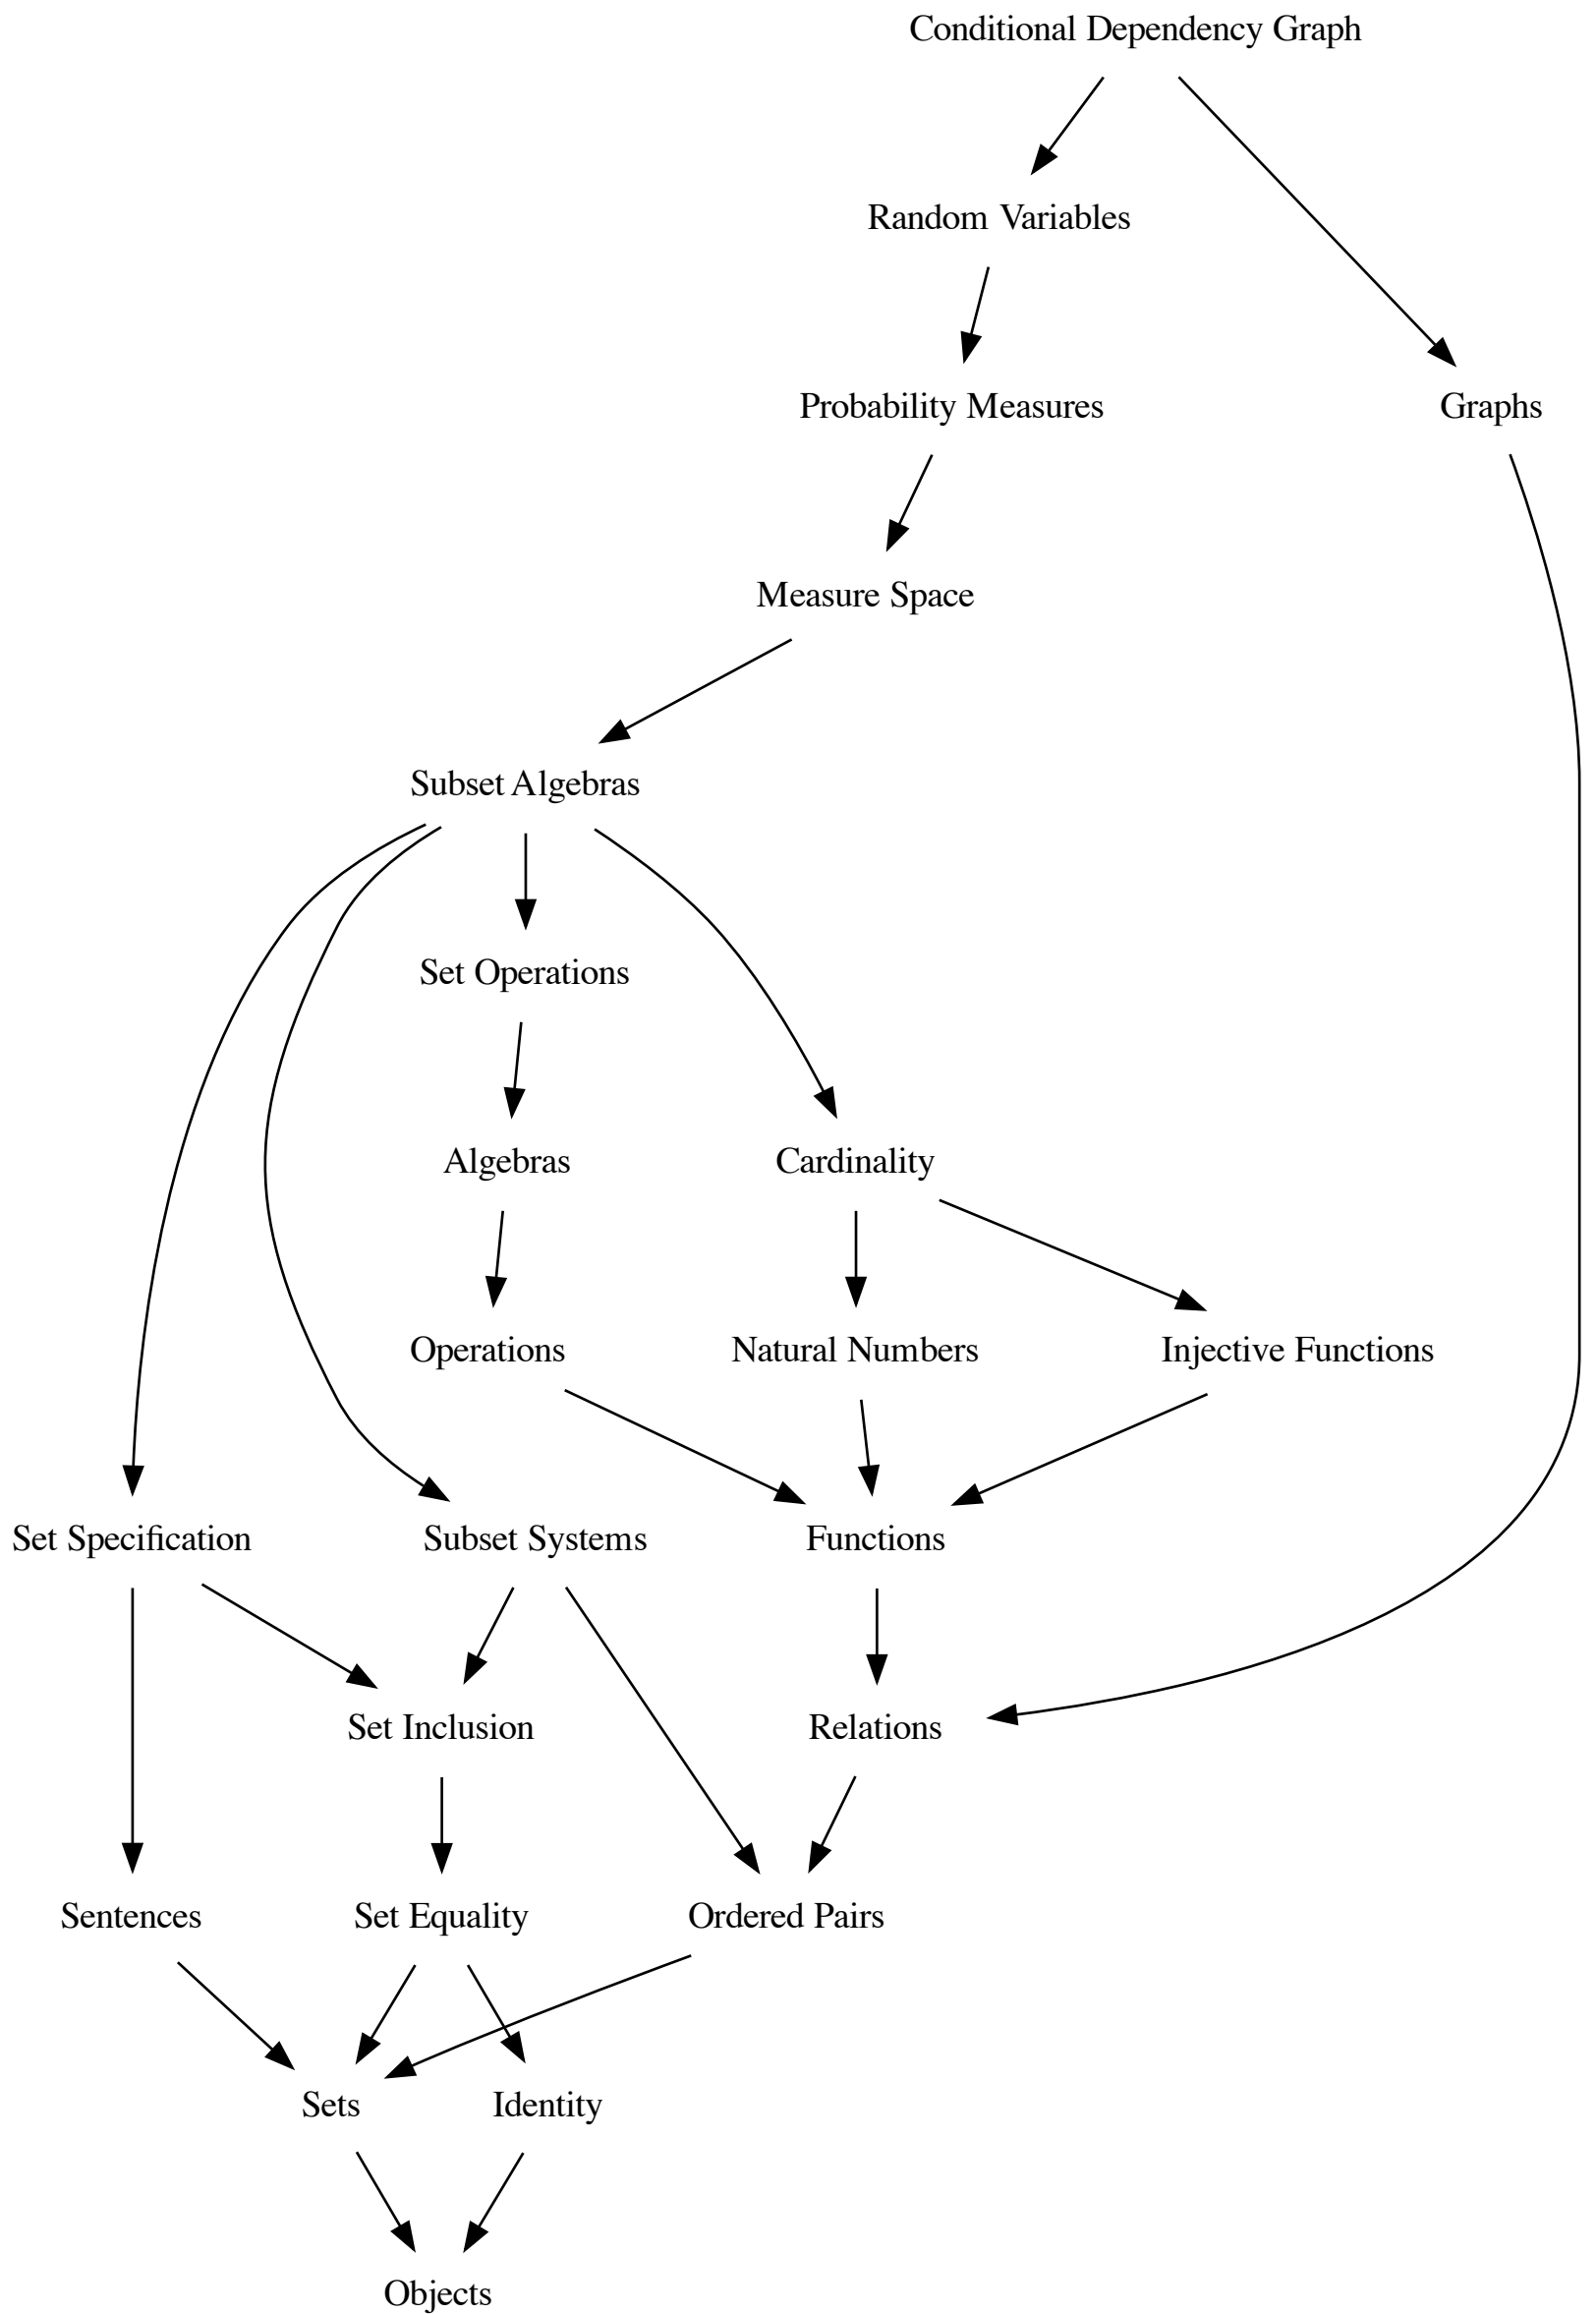 Conditional Dependency Graph
Random Variables
Probability Measures
Graphs
Measure Space
Subset Algebras
Set Operations
Algebras
Cardinality
Operations
Natural Numbers
Injective Functions
Set Specification
Subset Systems
Functions
Set Inclusion
Relations
Sentences
Set Equality
Ordered Pairs
Sets
Identity
Objects